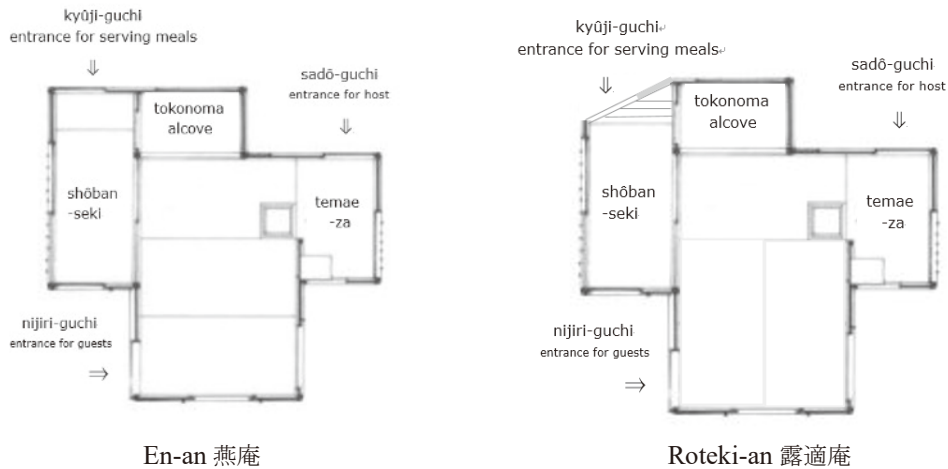 kyûji-guchi
entrance for serving meals
⇓
sadô-guchi
entrance for host
⇓
tokonoma
alcove
shôban
-seki
temae
-za
nijiri-guchi
entrance for guests
⇒
En-an 燕庵
kyûji-guchi
entrance for serving meals
⇓
sadô-guchi
entrance for host
⇓
tokonoma
alcove
shôban
-seki
temae
-za
nijiri-guchi
entrance for guests
⇒
Roteki-an 露適庵